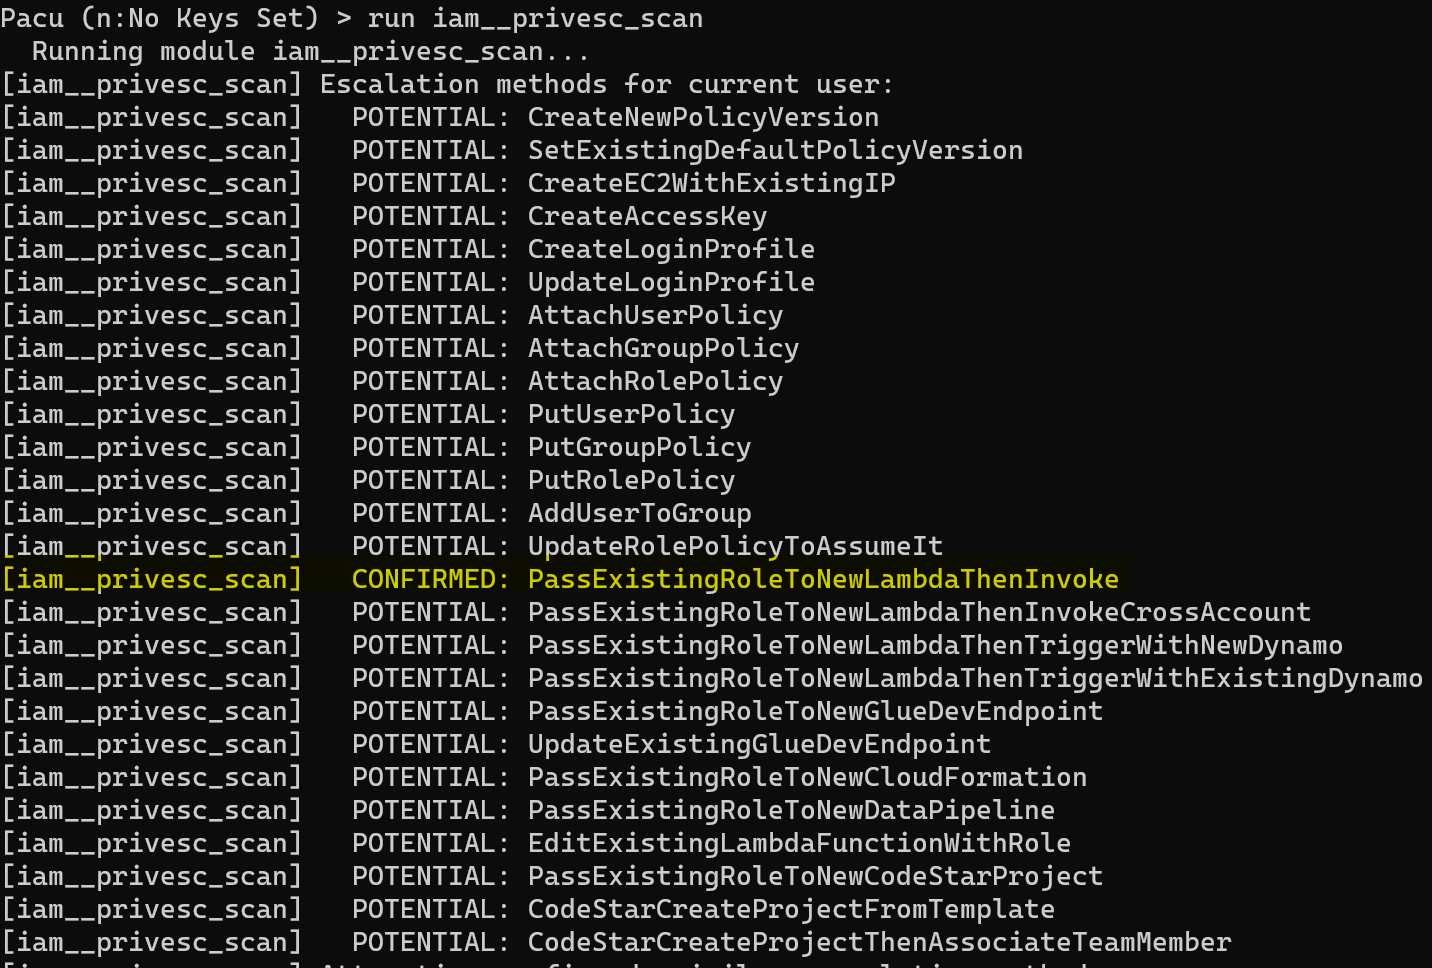 Pacu (n:No Keys Set) > run iam__privesc_scan
  Running module iam__privesc_scan...
[iam__privesc_scan] Escalation methods for current user:
[iam__privesc_scan]   POTENTIAL: CreateNewPolicyVersion
[iam__privesc_scan]   POTENTIAL: SetExistingDefaultPolicyVersion
[iam__privesc_scan]   POTENTIAL: CreateEC2WithExistingIP
[iam__privesc_scan]   POTENTIAL: CreateAccessKey
[iam__privesc_scan]   POTENTIAL: CreateLoginProfile
[iam__privesc_scan]   POTENTIAL: UpdateLoginProfile
[iam__privesc_scan]   POTENTIAL: AttachUserPolicy
[iam__privesc_scan]   POTENTIAL: AttachGroupPolicy
[iam__privesc_scan]   POTENTIAL: AttachRolePolicy
[iam__privesc_scan]   POTENTIAL: PutUserPolicy
[iam__privesc_scan]   POTENTIAL: PutGroupPolicy
[iam__privesc_scan]   POTENTIAL: PutRolePolicy
[iam__privesc_scan]   POTENTIAL: AddUserToGroup
[iam__privesc_scan]   POTENTIAL: UpdateRolePolicyToAssumeIt
[iam__privesc_scan]   CONFIRMED: PassExistingRoleToNewLambdaThenInvoke
[iam__privesc_scan]   POTENTIAL: PassExistingRoleToNewLambdaThenInvokeCrossAccount
[iam__privesc_scan]   POTENTIAL: PassExistingRoleToNewLambdaThenTriggerWithNewDynamo
[iam__privesc_scan]   POTENTIAL: PassExistingRoleToNewLambdaThenTriggerWithExistingDynamo
[iam__privesc_scan]   POTENTIAL: PassExistingRoleToNewGlueDevEndpoint
[iam__privesc_scan]   POTENTIAL: UpdateExistingGlueDevEndpoint
[iam__privesc_scan]   POTENTIAL: PassExistingRoleToNewCloudFormation
[iam__privesc_scan]   POTENTIAL: PassExistingRoleToNewDataPipeline
[iam__privesc_scan]   POTENTIAL: EditExistingLambdaFunctionWithRole
[iam__privesc_scan]   POTENTIAL: PassExistingRoleToNewCodeStarProject
[iam__privesc_scan]   POTENTIAL: CodeStarCreateProjectFromTemplate
[iam__privesc_scan]   POTENTIAL: CodeStarCreateProjectThenAssociateTeamMember